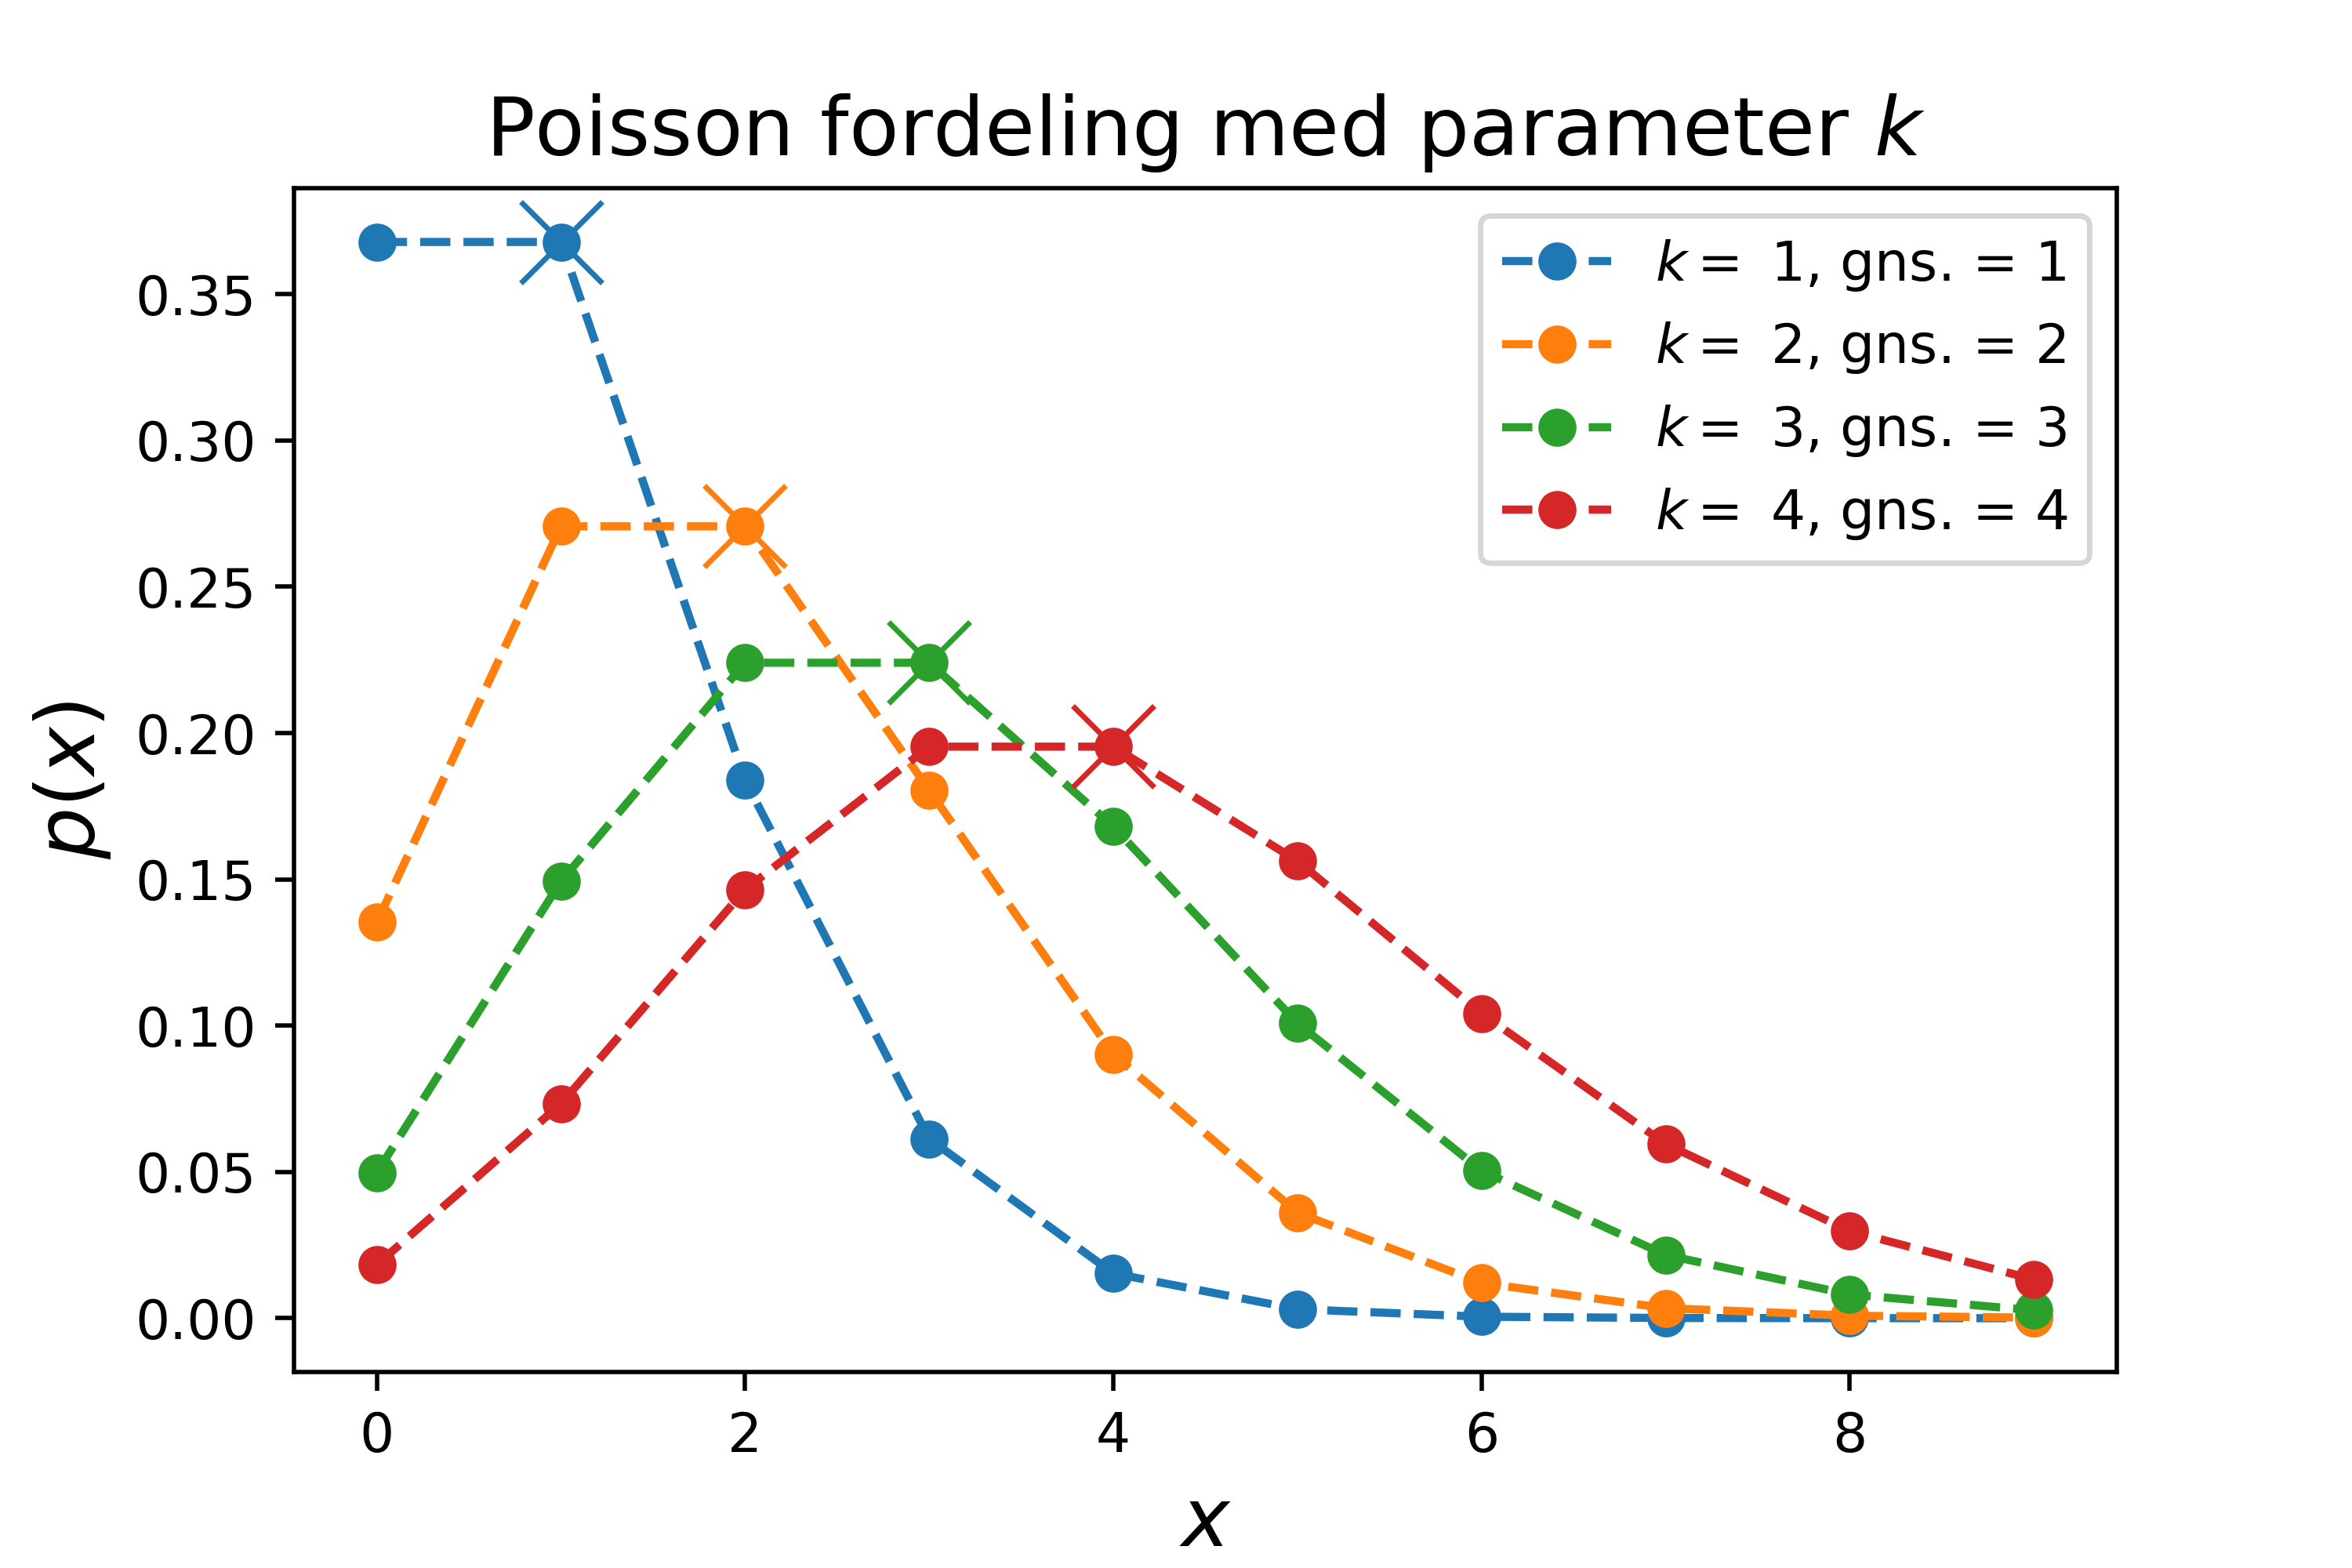 Poisson fordeling med parameter k
k = 1, gns. = 1
k = 2, gns. = 2
k = 3, gns. = 3
k = 4, gns. = 4
p(x)
0.35
0.30
0.25
0.20
0.15
0.10
0.05
0.00
0 2 4 6 8
x